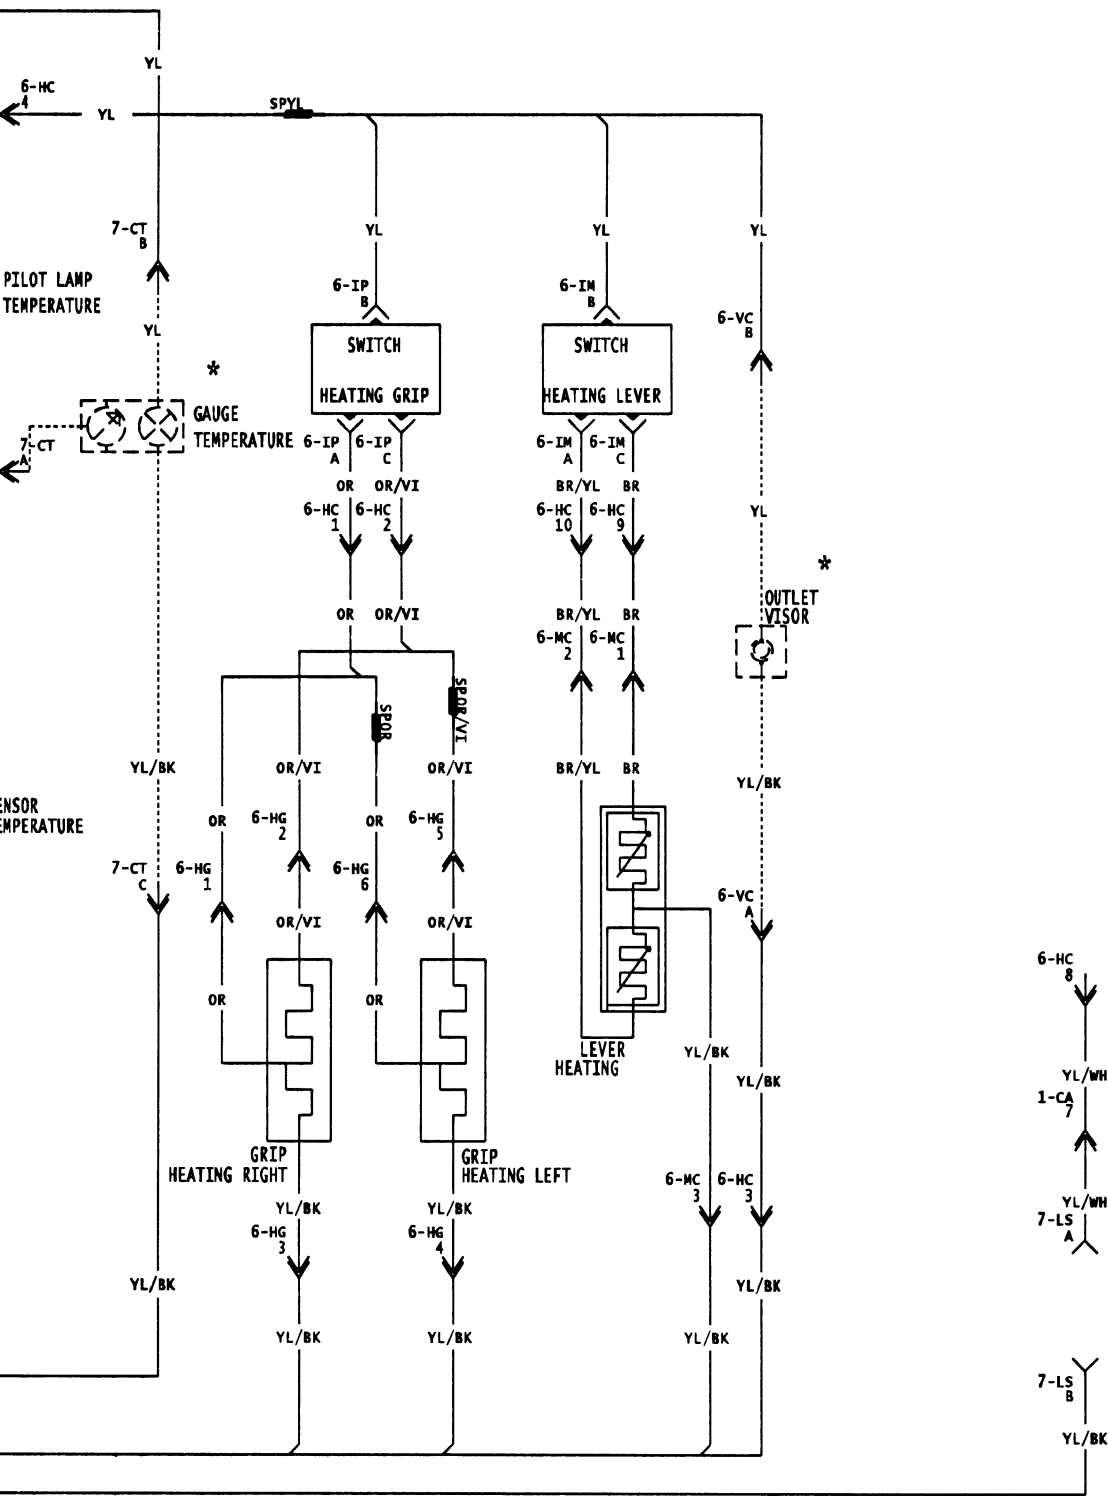 YL
6-HC
4
YL
SPYL
7-CT
B
YL
YL
YL
PILOT LAMP
TEMPERATURE
6-IP
B
6-IM
B
6-VC
B
YL
*
SWITCH
HEATING GRIP
SWITCH
HEATING LEVER
GAUGE
TEMPERATURE
7-CT
A
6-IP
A
6-IP
C
6-IM
A
6-IM
C
OR
OR/VI
BR/YL
BR
6-HC
1
6-HC
2
6-HC
10
6-HC
9
YL
*
OUTLET
VISOR
OR
OR/VI
BR/YL
BR
6-MC
2
6-MC
1
SPOR
SPOR/VI
YL/BK
OR/VI
OR/VI
BR/YL
BR
YL/BK
ENSOR
EMPERATURE
OR
6-HG
2
OR
6-HG
5
7-CT
C
6-HG
1
6-HG
6
6-VC
A
OR/VI
OR/VI
6-HC
8
OR
OR
LEVER
HEATING
YL/BK
YL/BK
YL/WH
1-CA
7
GRIP
HEATING RIGHT
GRIP
HEATING LEFT
6-MC
3
6-HC
3
YL/BK
YL/BK
YL/WH
7-LS
A
6-HG
3
6-HG
4
YL/BK
YL/BK
YL/BK
YL/BK
YL/BK
7-LS
B
YL/BK